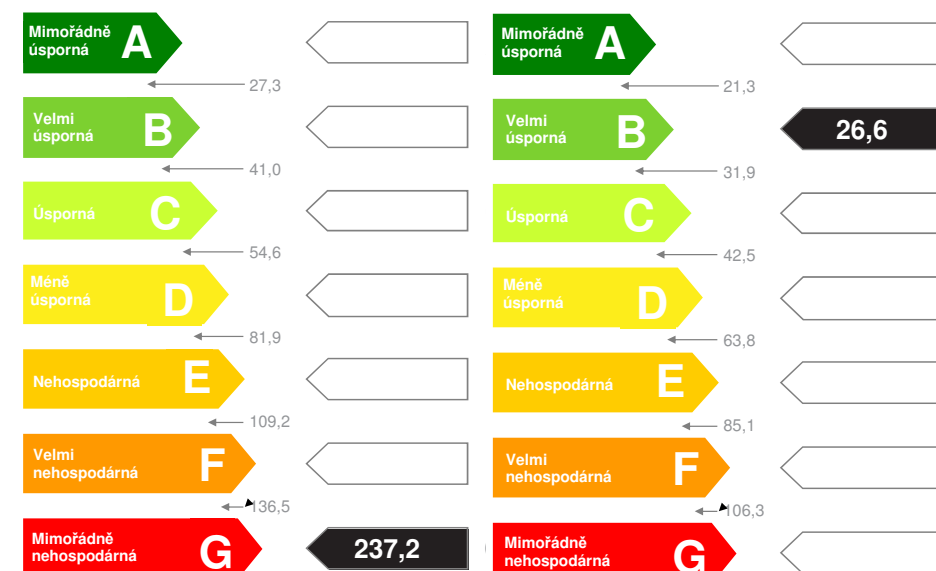 Mimořádně
úsporná
A
27,3
Velmi
úsporná
B
41,0
Úsporná
C
54,6
Méně
úsporná
D
81,9
Nehospodárná
E
109,2
Velmi
nehospodárná
F
136,5
Mimořádně
nehospodárná
G
237,2
Mimořádně
úsporná
A
21,3
Velmi
úsporná
B
26,6
31,9
Úsporná
C
42,5
Méně
úsporná
D
63,8
Nehospodárná
E
85,1
Velmi
nehospodárná
F
106,3
Mimořádně
nehospodárná
G